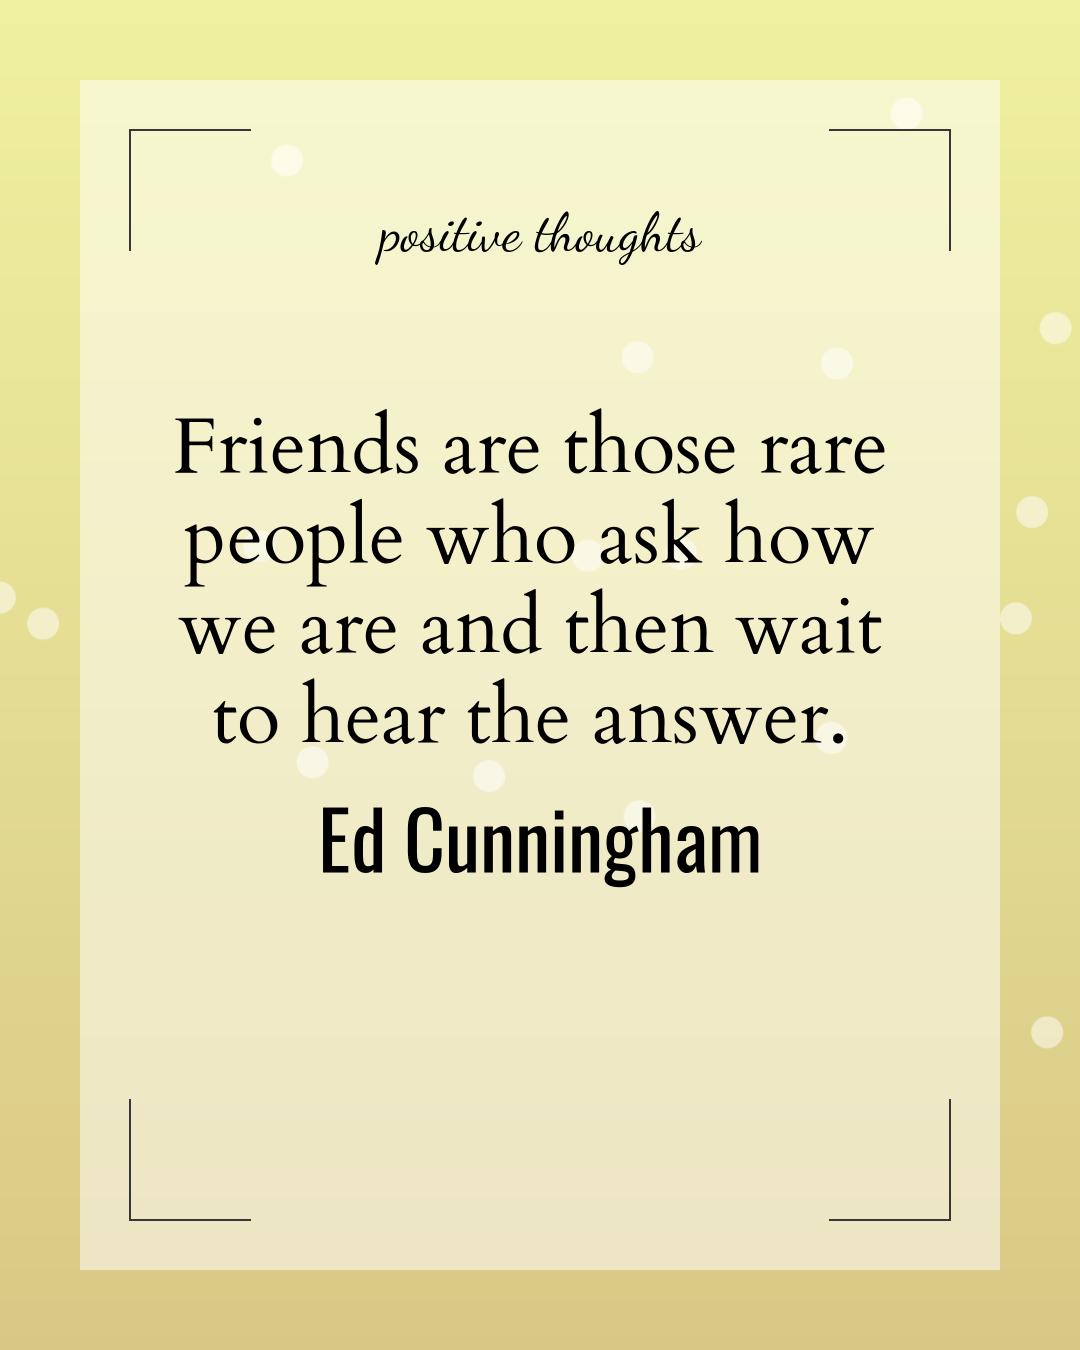 positive thoughts
Friends are those rare
people who ask how
we are and then wait
to hear the answer.
Ed Cunningham